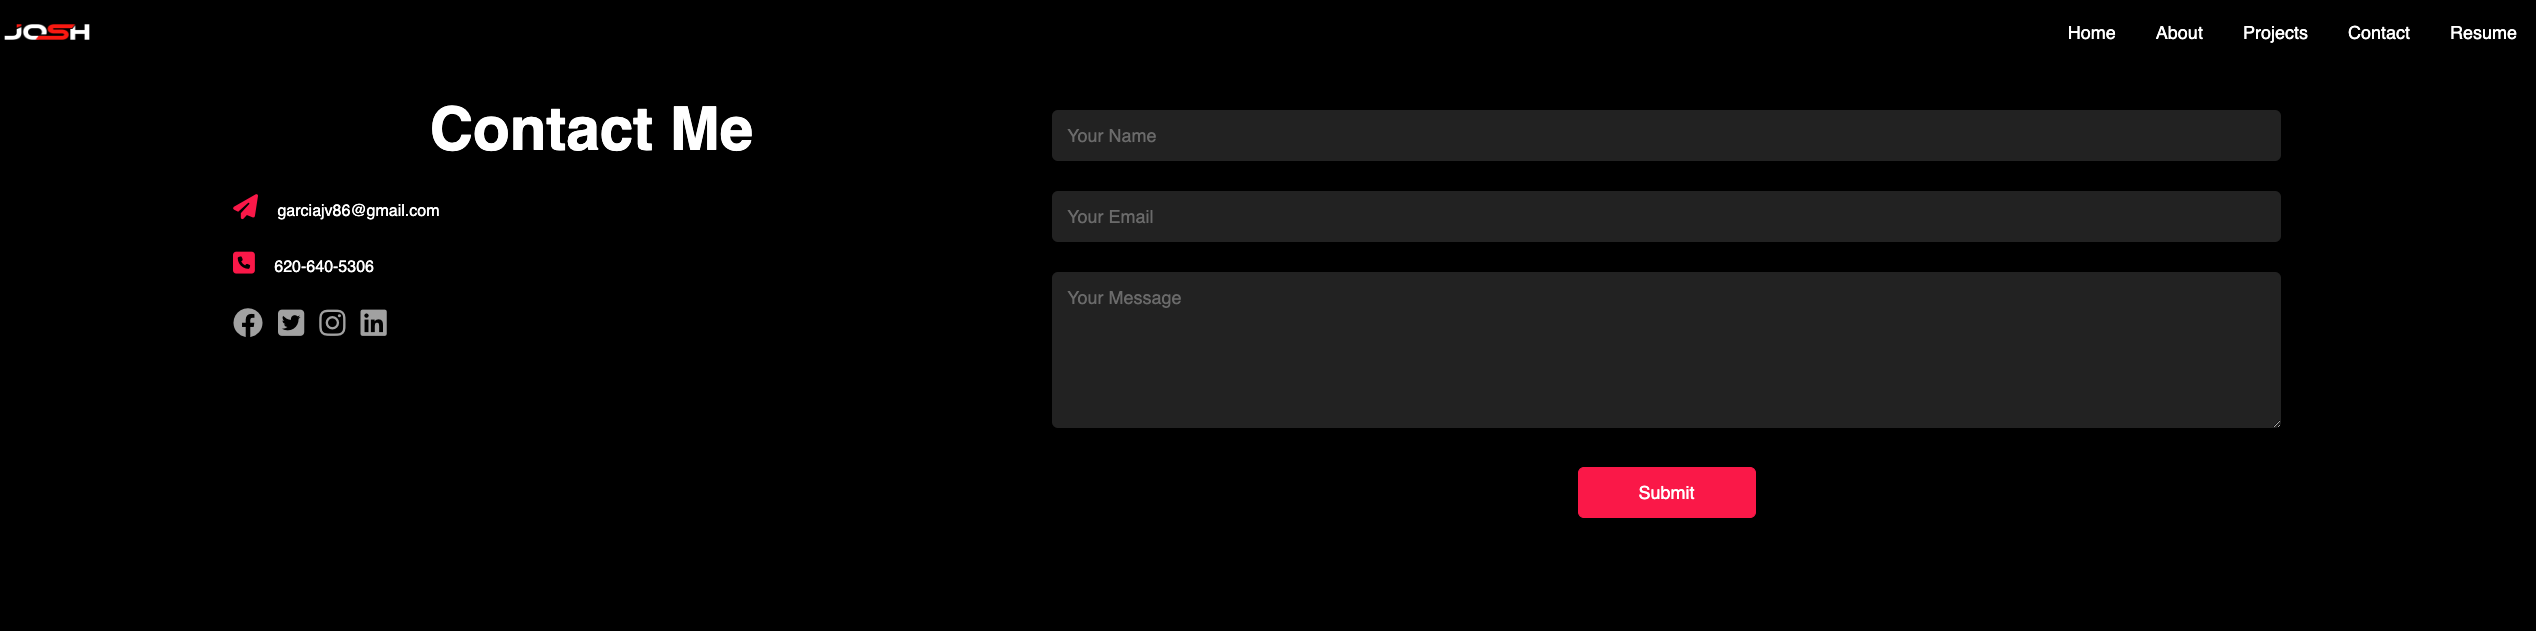 JOSH
Home About Projects Contact Resume
Contact Me
garciajv86@gmail.com
620-640-5306
Your Name
Your Email
Your Message
Submit